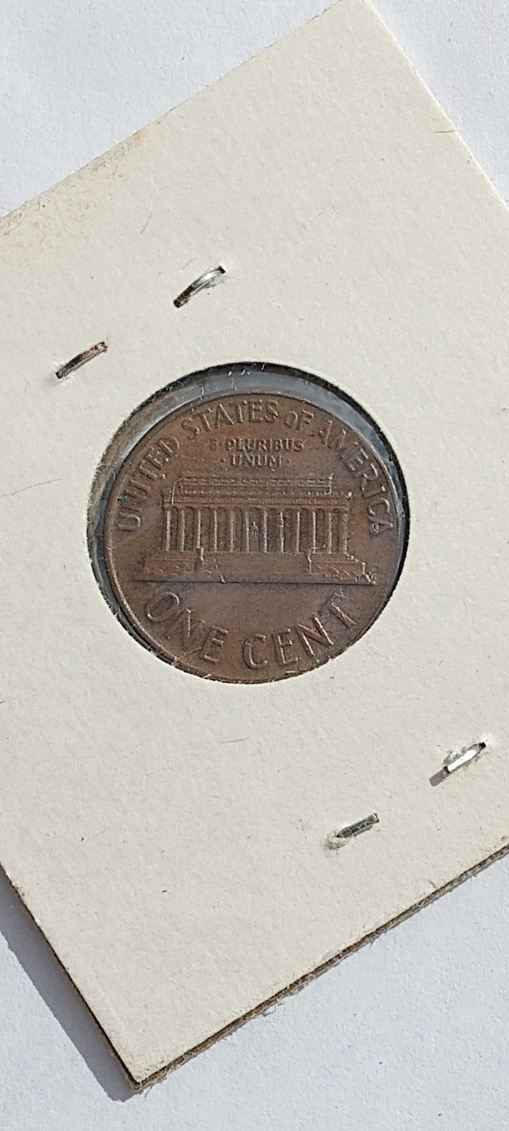 UNITED STATES OF AMERICA
E PLURIBUS
·UNUM·
ONE CENT